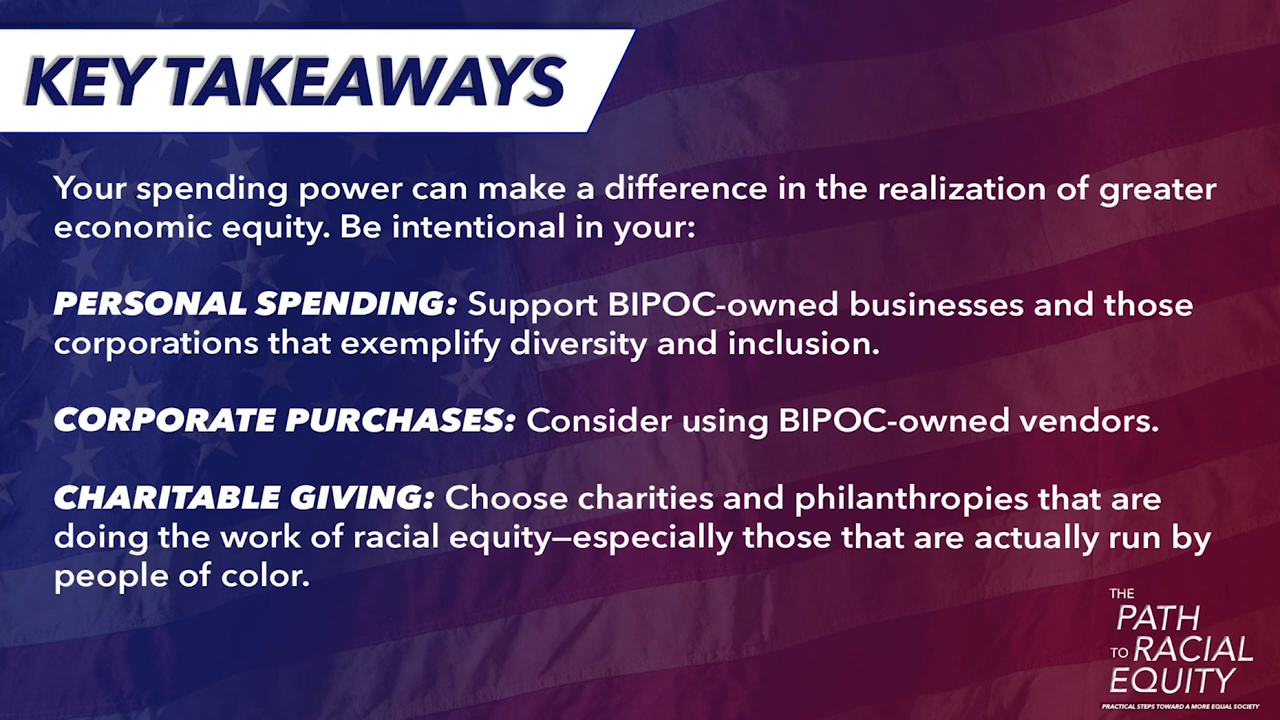 KEY TAKEAWAYS
Your spending power can make a difference in the realization of greater
economic equity. Be intentional in your:
PERSONAL SPENDING: Support BIPOC-owned businesses and those
corporations that exemplify diversity and inclusion.
CORPORATE PURCHASES: Consider using BIPOC-owned vendors.
CHARITABLE GIVING: Choose charities and philanthropies that are
doing the work of racial equity—especially those that are actually run by
people of color.
THE
PATH
TO RACIAL
EQUITY
PRACTICAL STEPS TOWARD A MORE EQUAL SOCIETY